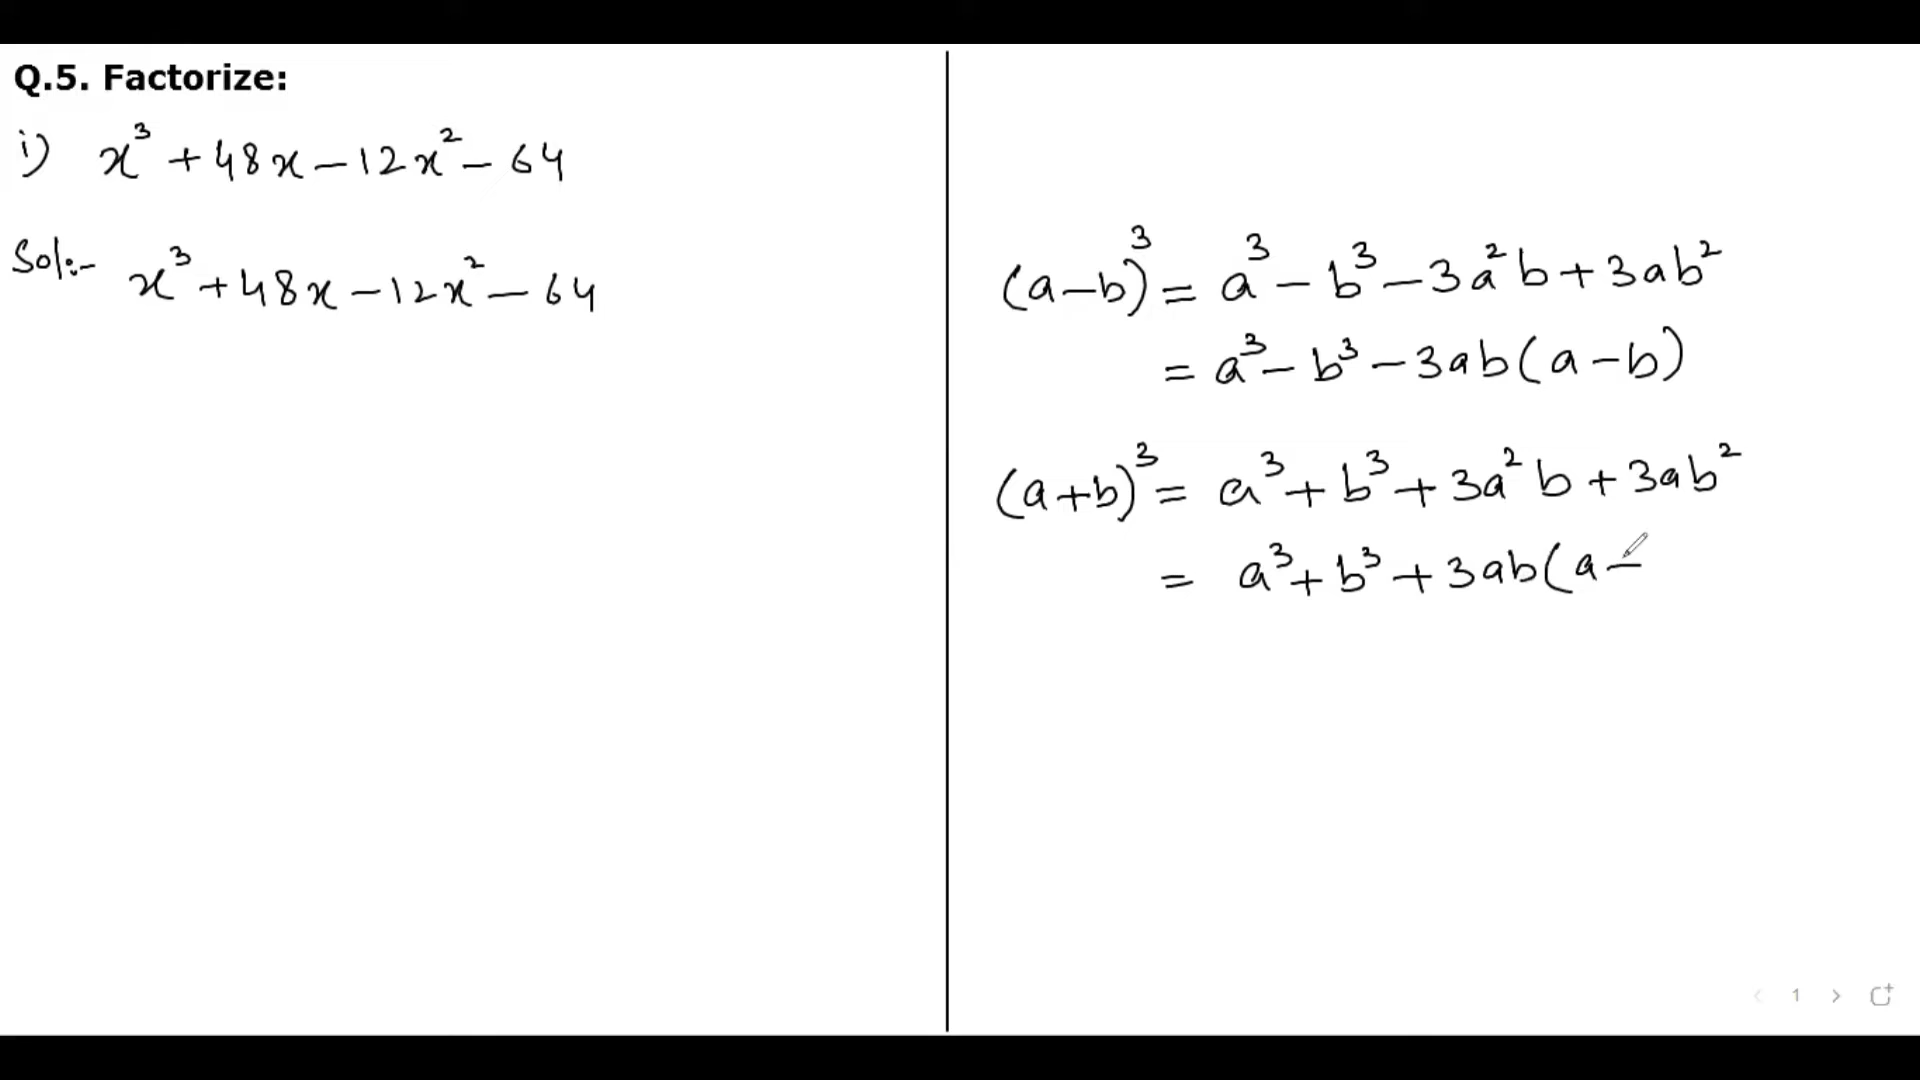 Q.5. Factorize:
i) x³ + 48x - 12x² - 64
Sol:- x³ + 48x - 12x² - 64
(a-b)³ = a³ - b³ - 3a²b + 3ab²
= a³ - b³ - 3ab(a - b)
(a+b)³ = a³ + b³ + 3a²b + 3ab²
= a³ + b³ + 3ab(a -
1